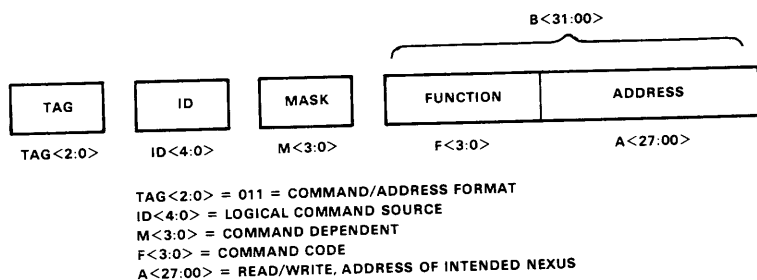 B<31:00>
TAG ID MASK FUNCTION ADDRESS
TAG<2:0> ID<4:0> M<3:0> F<3:0> A<27:00>
TAG<2:0> = 011 = COMMAND/ADDRESS FORMAT
ID<4:0> = LOGICAL COMMAND SOURCE
M<3:0> = COMMAND DEPENDENT
F<3:0> = COMMAND CODE
A<27:00> = READ/WRITE, ADDRESS OF INTENDED NEXUS